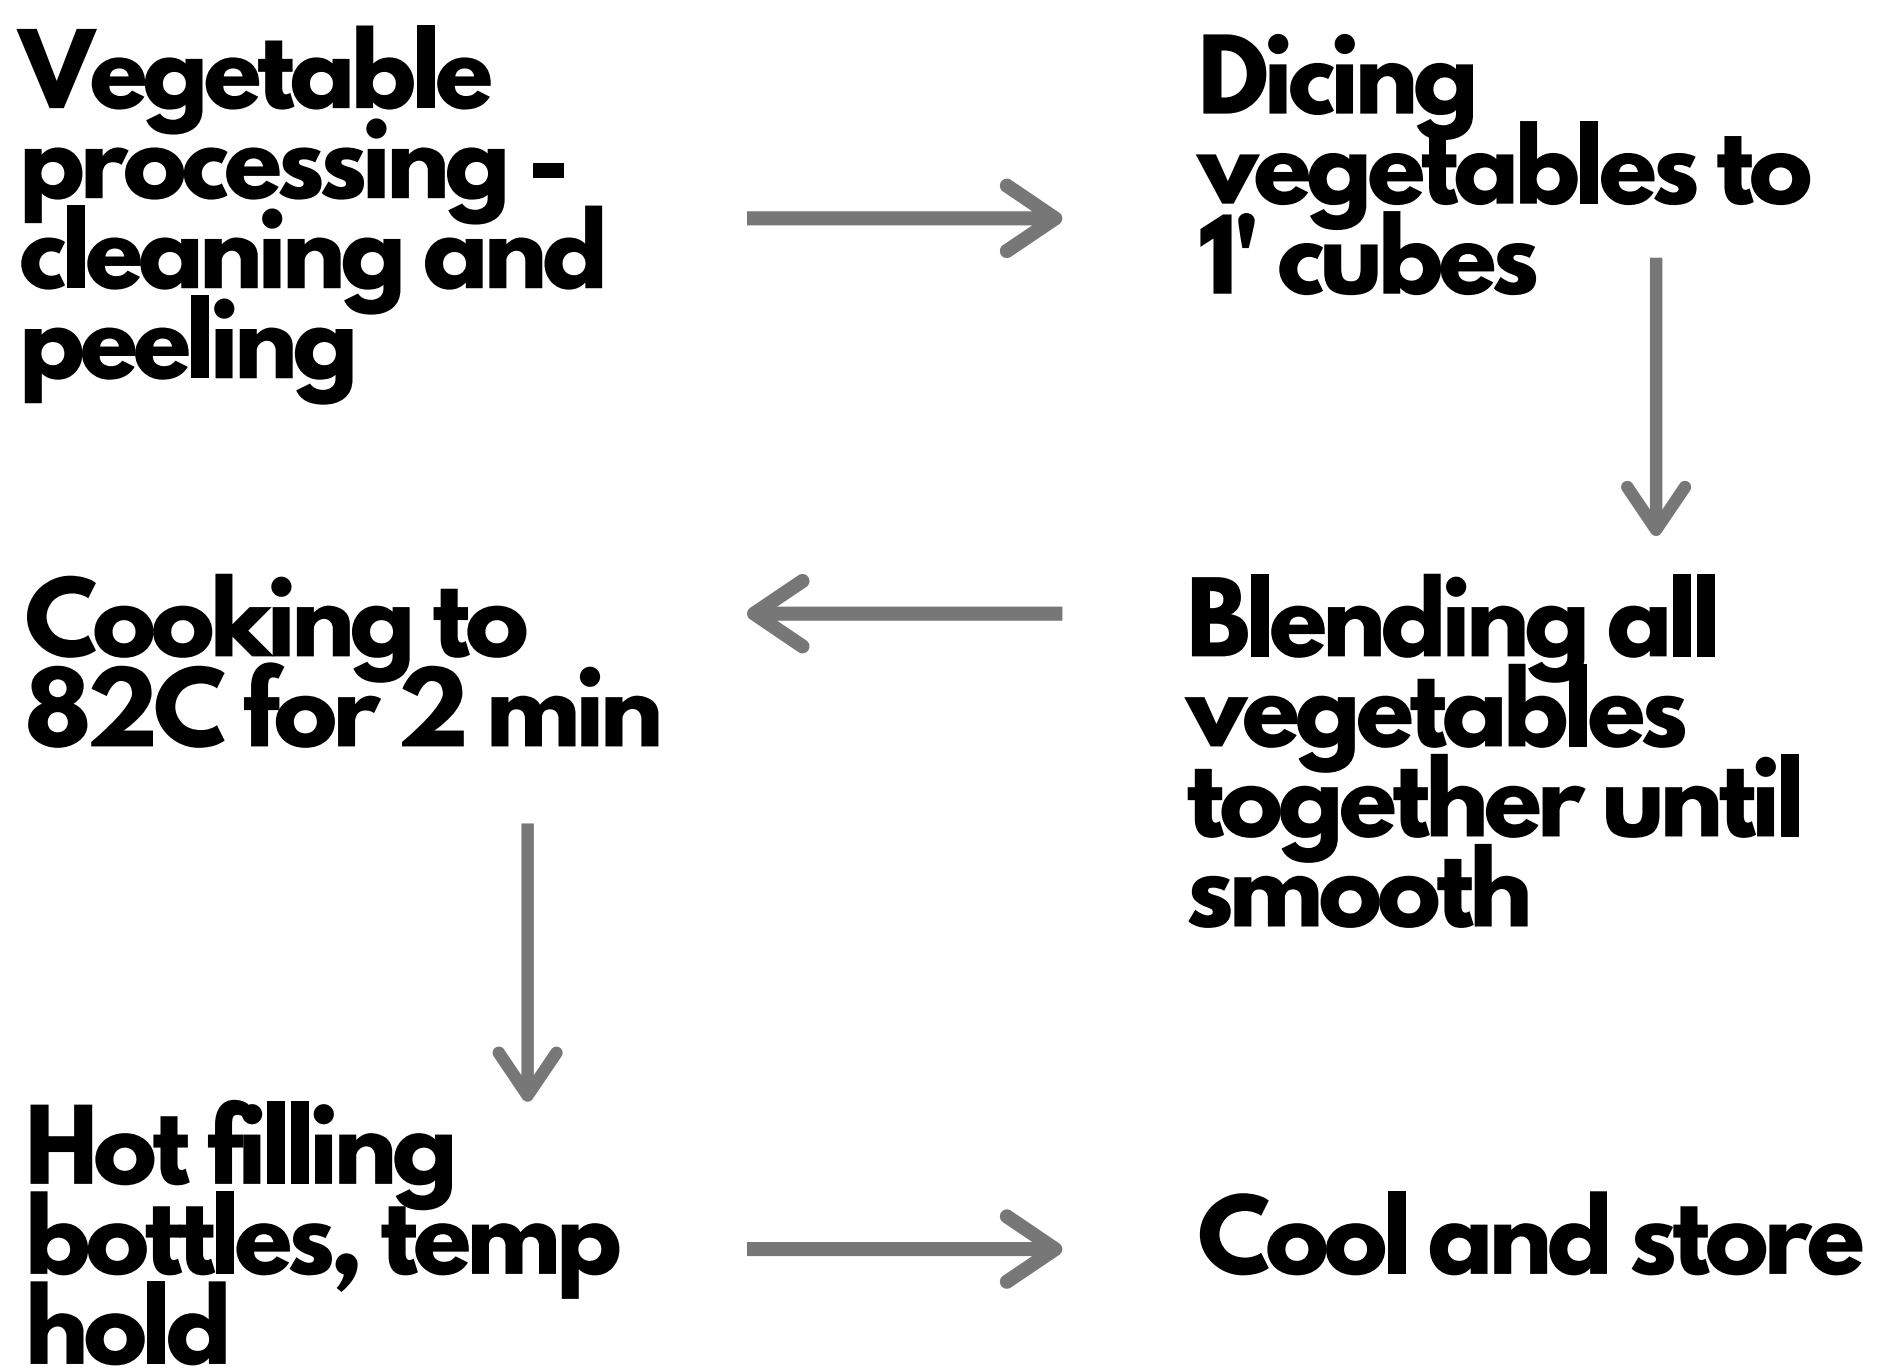 Vegetable
processing -
cleaning and
peeling
Dicing
vegetables to
1' cubes
Blending all
vegetables
together until
smooth
Cooking to
82C for 2 min
Hot filling
bottles, temp
hold
Cool and store